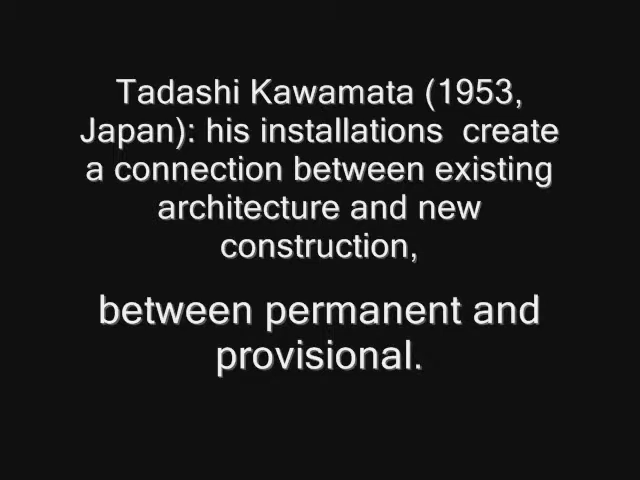 Tadashi Kawamata (1953,
Japan): his installations  create
a connection between existing
architecture and new
construction,
between permanent and
provisional.